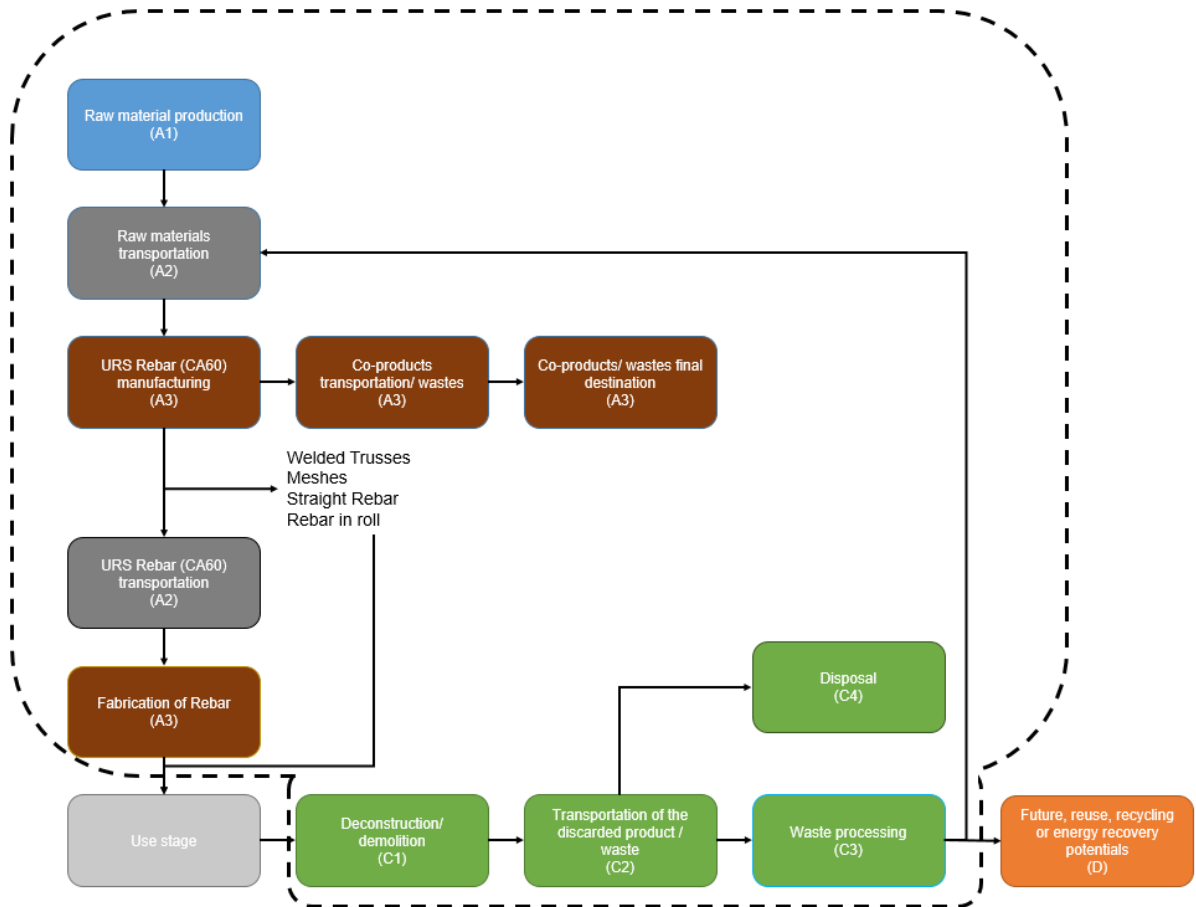 Raw material production
(A1)
Raw materials
transportation
(A2)
URS Rebar (CA60)
manufacturing
(A3)
Co-products
transportation/ wastes
(A3)
Co-products/ wastes final
destination
(A3)
Welded Trusses
Meshes
Straight Rebar
Rebar in roll
URS Rebar (CA60)
transportation
(A2)
Fabrication of Rebar
(A3)
Disposal
(C4)
Use stage
Deconstruction/
demolition
(C1)
Transportation of the
discarded product /
waste
(C2)
Waste processing
(C3)
Future, reuse, recycling
or energy recovery
potentials
(D)